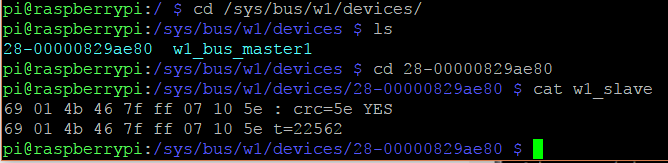 pi@raspberrypi:/ $ cd /sys/bus/w1/devices/
pi@raspberrypi:/sys/bus/w1/devices $ ls
28-00000829ae80  w1_bus_master1
pi@raspberrypi:/sys/bus/w1/devices $ cd 28-00000829ae80
pi@raspberrypi:/sys/bus/w1/devices/28-00000829ae80 $ cat w1_slave
69 01 4b 46 7f ff 07 10 5e : crc=5e YES
69 01 4b 46 7f ff 07 10 5e t=22562
pi@raspberrypi:/sys/bus/w1/devices/28-00000829ae80 $